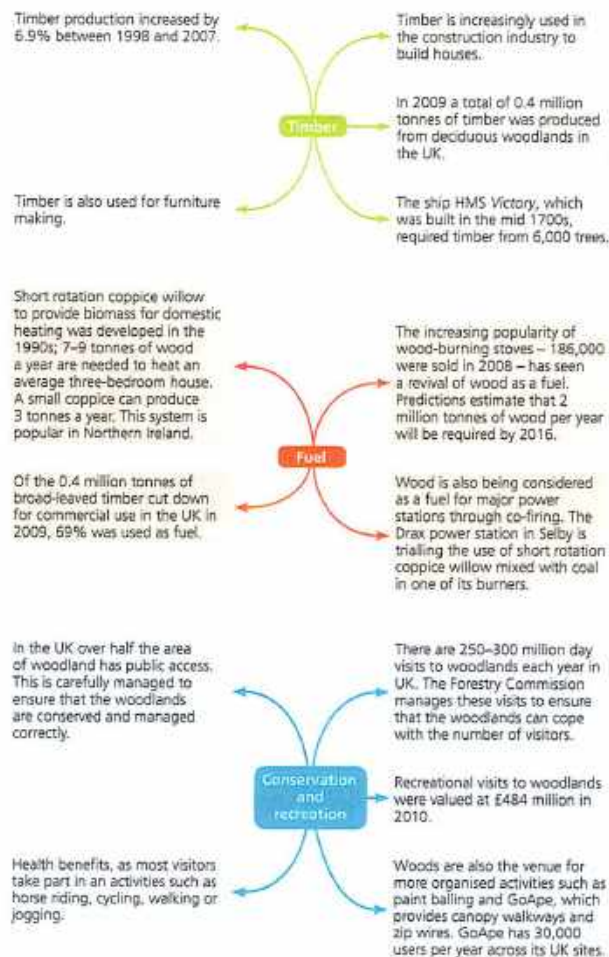 Timber production increased by
6.9% between 1998 and 2007.
Timber is increasingly used in
the construction industry to
build houses.
Timber
In 2009 a total of 0.4 million
tonnes of timber was produced
from deciduous woodlands in
the UK.
Timber is also used for furniture
making.
The ship HMS Victory, which
was built in the mid 1700s,
required timber from 6,000 trees.
Short rotation coppice willow
to provide biomass for domestic
heating was developed in the
1990s; 7–9 tonnes of wood
a year are needed to heat an
average three-bedroom house.
A small coppice can produce
3 tonnes a year. This system is
popular in Northern Ireland.
The increasing popularity of
wood-burning stoves – 186,000
were sold in 2008 – has seen
a revival of wood as a fuel.
Predictions estimate that 2
million tonnes of wood per year
will be required by 2016.
Fuel
Of the 0.4 million tonnes of
broad-leaved timber cut down
for commercial use in the UK in
2009, 69% was used as fuel.
Wood is also being considered
as a fuel for major power
stations through co-firing. The
Drax power station in Selby is
trialling the use of short rotation
coppice willow mixed with coal
in one of its burners.
In the UK over half the area
of woodland has public access.
This is carefully managed to
ensure that the woodlands
are conserved and managed
correctly.
There are 250–300 million day
visits to woodlands each year in
UK. The Forestry Commission
manages these visits to ensure
that the woodlands can cope
with the number of visitors.
Conservation
and
recreation
Recreational visits to woodlands
were valued at £484 million in
2010.
Health benefits, as most visitors
take part in an activities such as
horse riding, cycling, walking or
jogging.
Woods are also the venue for
more organised activities such as
paint balling and GoApe, which
provides canopy walkways and
zip wires. GoApe has 30,000
users per year across its UK sites.